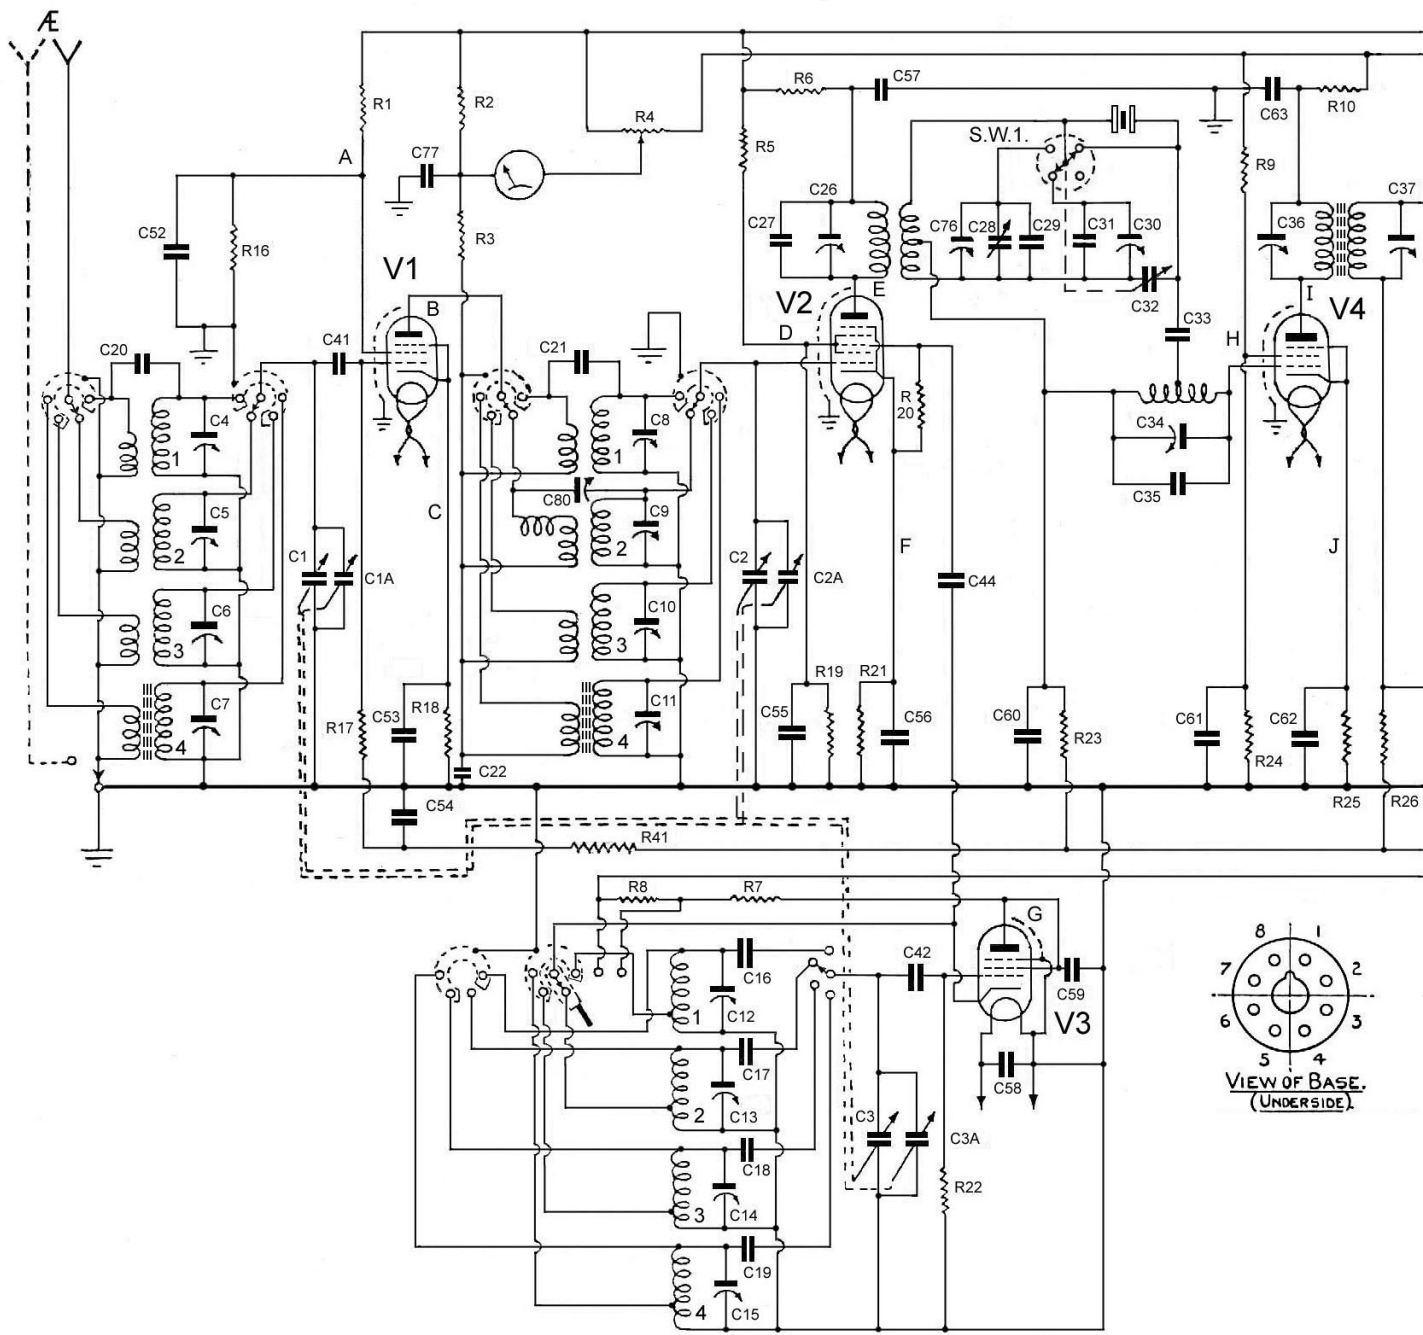 Æ
R1
R2
R4
A
C77
R6
C57
R5
S.W.1.
C63
R10
R9
C52
R16
R3
C27
C26
C76
C28
C29
C31
C30
C36
C37
V1
V2
V4
B
E
D
I
H
C32
C33
C20
C41
C21
R
20
C4
1
C8
1
C34
C35
C80
C
C5
2
C9
2
F
J
C1
C1A
C2
C2A
C44
C6
3
C10
3
C7
4
R17
C53
R18
C11
4
C22
C55
R19
R21
C56
C60
R23
C61
R24
C62
R25
R26
C54
R41
R8
R7
G
C16
C42
C59
C12
1
V3
C17
C58
C13
2
C3
C3A
C18
R22
C14
3
C19
C15
4
8 1
7 2
6 3
5 4
VIEW OF BASE.
(UNDERSIDE).